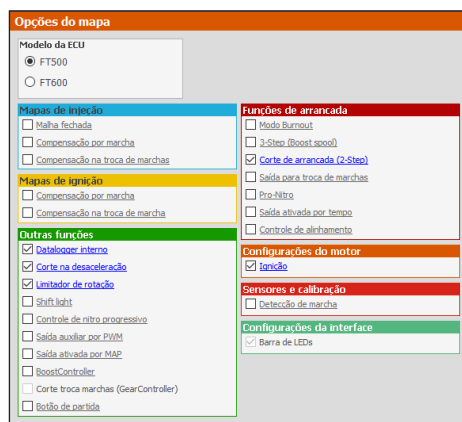 Opções do mapa
Modelo da ECU
FT500
FT600
Mapas de injeção
Malha fechada
Compensação por marcha
Compensação na troca de marchas
Mapas de ignição
Compensação por marcha
Compensação na troca de marcha
Outras funções
Datalogger interno
Corte na desaceleração
Limitador de rotação
Shift light
Controle de nitro progressivo
Saída auxiliar por PWM
Saída ativada por MAP
BoostController
Corte troca marchas (GearController)
Botão de partida
Funções de arrancada
Modo Burnout
3-Step (Boost spool)
Corte de arrancada (2-Step)
Saída para troca de marchas
Pro-Nitro
Saída ativada por tempo
Controle de alinhamento
Configurações do motor
Ignição
Sensores e calibração
Detecção de marcha
Configurações da interface
Barra de LEDs